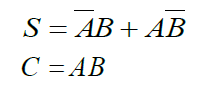 S = A̅B + AB̅
C = AB